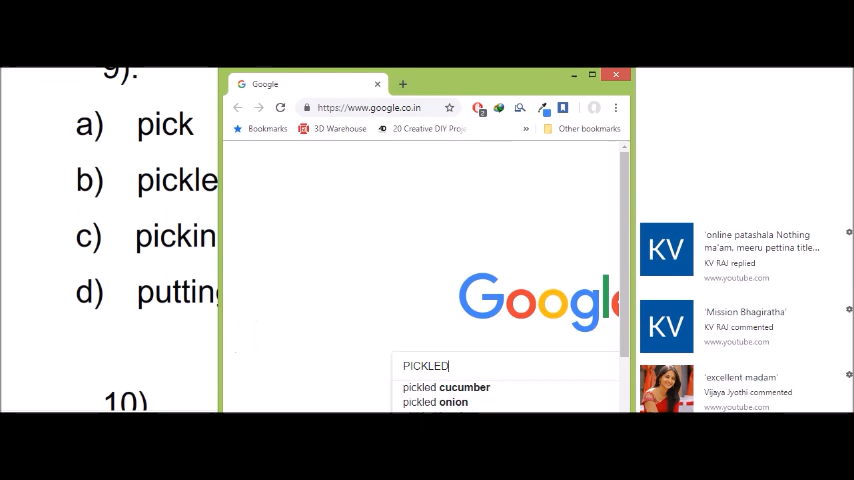 9).
a) pick
b) pickle
c) pickin
d) putting
10)
Google
https://www.google.co.in
2
Bookmarks
3D Warehouse
20 Creative DIY Proje
»
Other bookmarks
Google
PICKLED
pickled cucumber
pickled onion
KV
'online patashala Nothing
ma'am, meeru pettina title...
KV RAJ replied
www.youtube.com
KV
'Mission Bhagiratha'
KV RAJ commented
www.youtube.com
'excellent madam'
Vijaya Jyothi commented
www.youtube.com